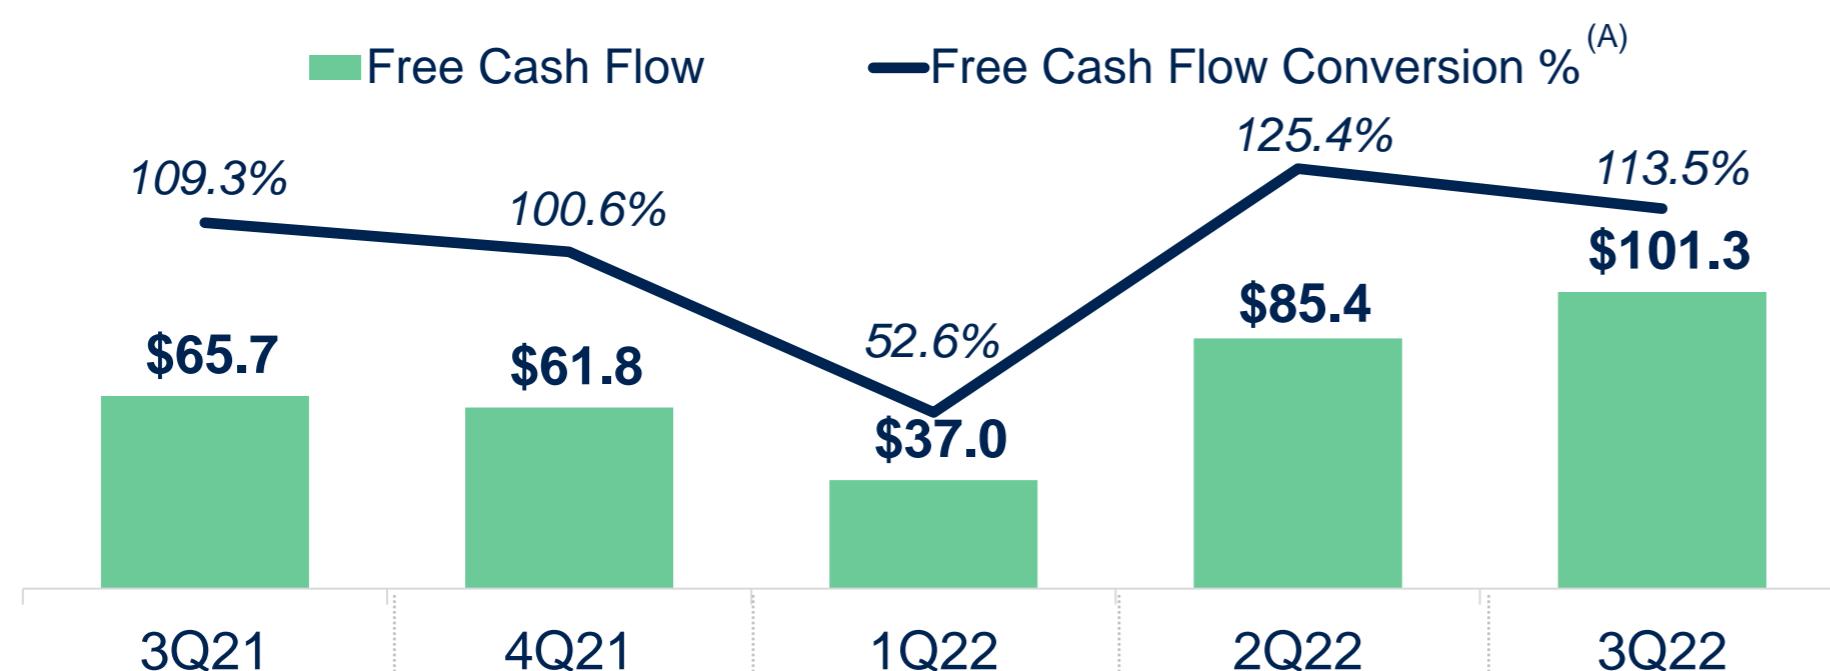 Free Cash Flow
Free Cash Flow Conversion % (A)
109.3%
100.6%
52.6%
125.4%
113.5%
$65.7
$61.8
$37.0
$85.4
$101.3
3Q21
4Q21
1Q22
2Q22
3Q22